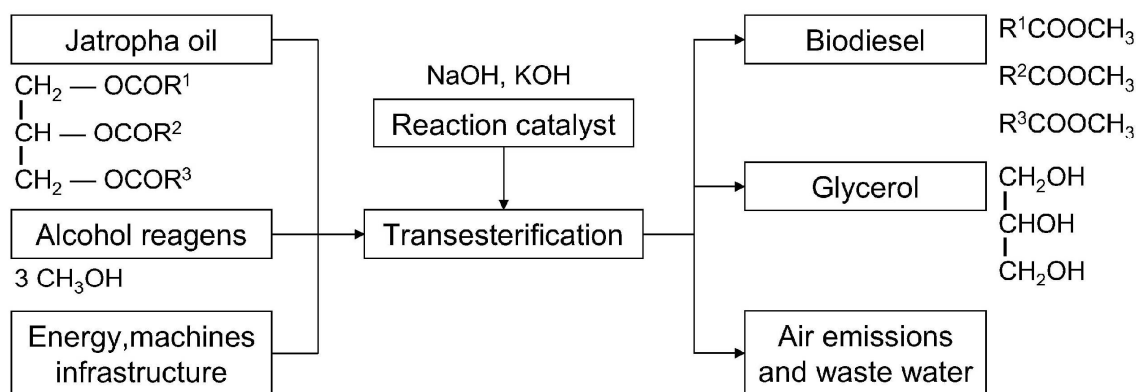 Jatropha oil
CH₂ — OCOR¹
CH — OCOR²
CH₂ — OCOR³
Alcohol reagens
3 CH₃OH
Energy,machines
infrastructure
NaOH, KOH
Reaction catalyst
Transesterification
Biodiesel
R¹COOCH₃
R²COOCH₃
R³COOCH₃
Glycerol
CH₂OH
CHOH
CH₂OH
Air emissions
and waste water